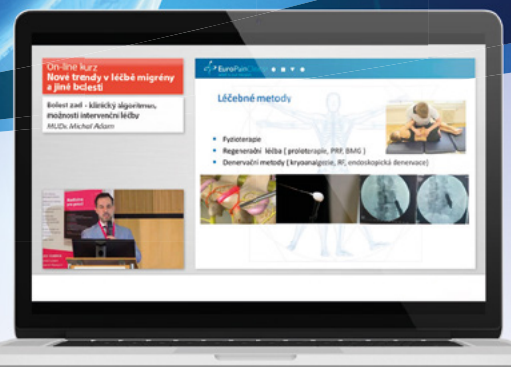 On-line kurz
Nové trendy v léčbě migrény
a jiné bolesti
Bolest zad - klinický algoritmus,
možnosti intervenční léčby
MUDr. Michal Adam
EuroPain
Léčebné metody
Fyzioterapie
Regenerační léčba ( proloterapie, PRF, BMG )
Denervační metody ( kryoanalgezie, RF, endoskopická denervace)